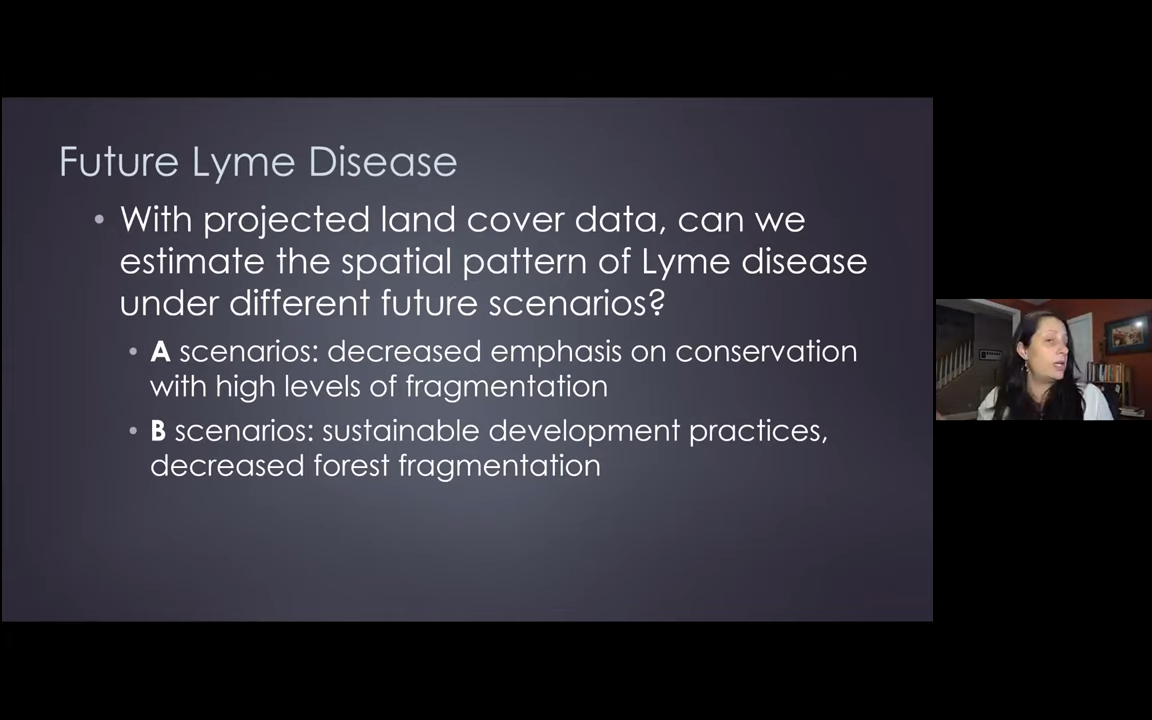 Future Lyme Disease
• With projected land cover data, can we
estimate the spatial pattern of Lyme disease
under different future scenarios?
• A scenarios: decreased emphasis on conservation
with high levels of fragmentation
• B scenarios: sustainable development practices,
decreased forest fragmentation